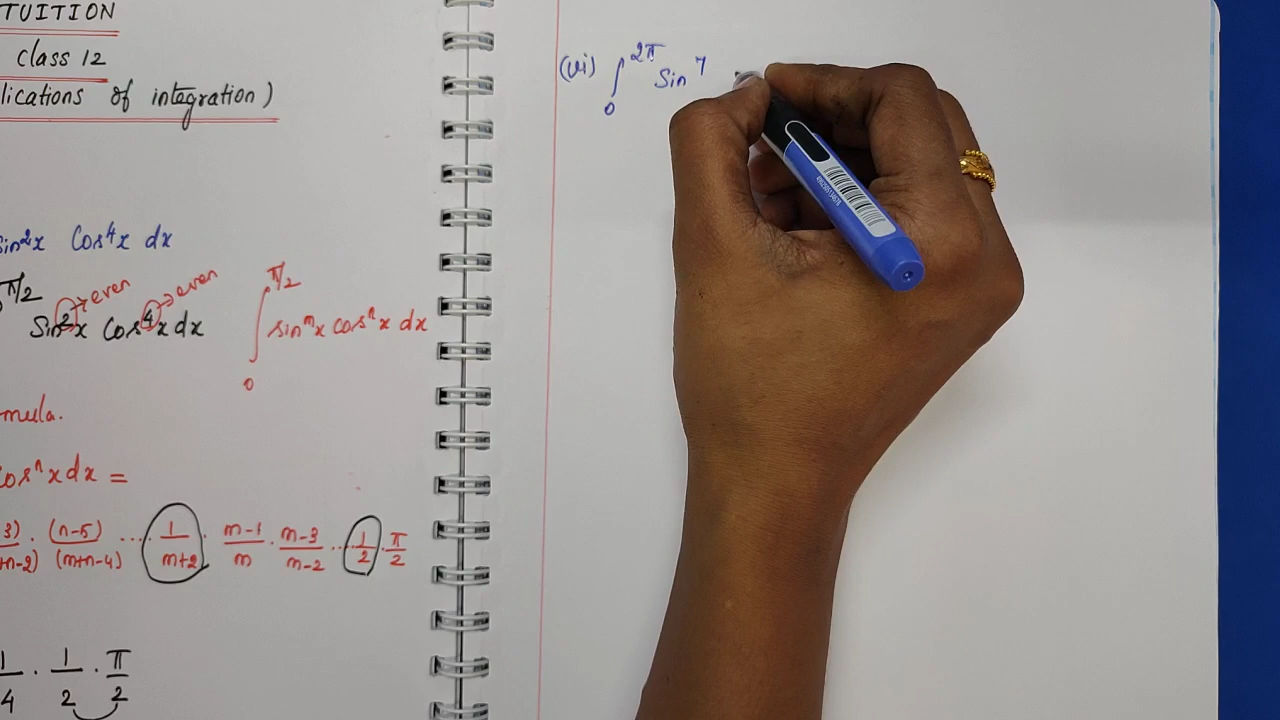 TUITION
Class 12
lications of integration)
sin²x Cos⁴x dx
π/2 Sin²x Cos⁴x dx
→ even → even
∫₀^π/2 sinᵐx cosⁿx dx
mula.
cosⁿx dx =
3)/(m+n-2) · (n-5)/(m+n-4) ... 1/(m+2) · (m-1)/m · (m-3)/(m-2) ... 1/2 · π/2
1/4 · 1/2 · π/2
(vi) ∫₀^2π Sin⁷